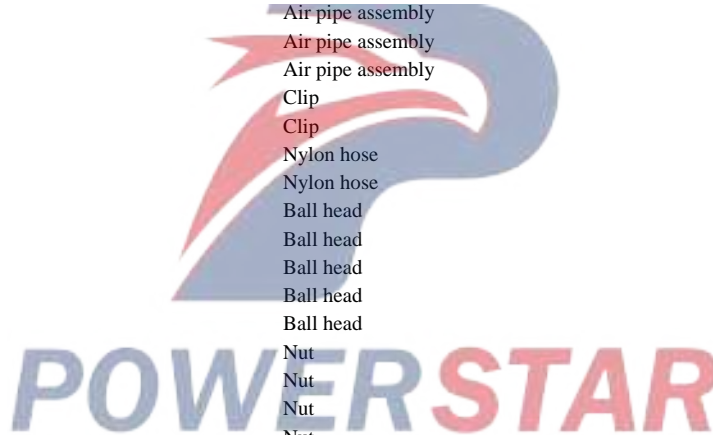 Air pipe assembly
Air pipe assembly
Air pipe assembly
Clip
Clip
Nylon hose
Nylon hose
Ball head
Ball head
Ball head
Ball head
Ball head
Nut
Nut
Nut
Nut
POWERSTAR